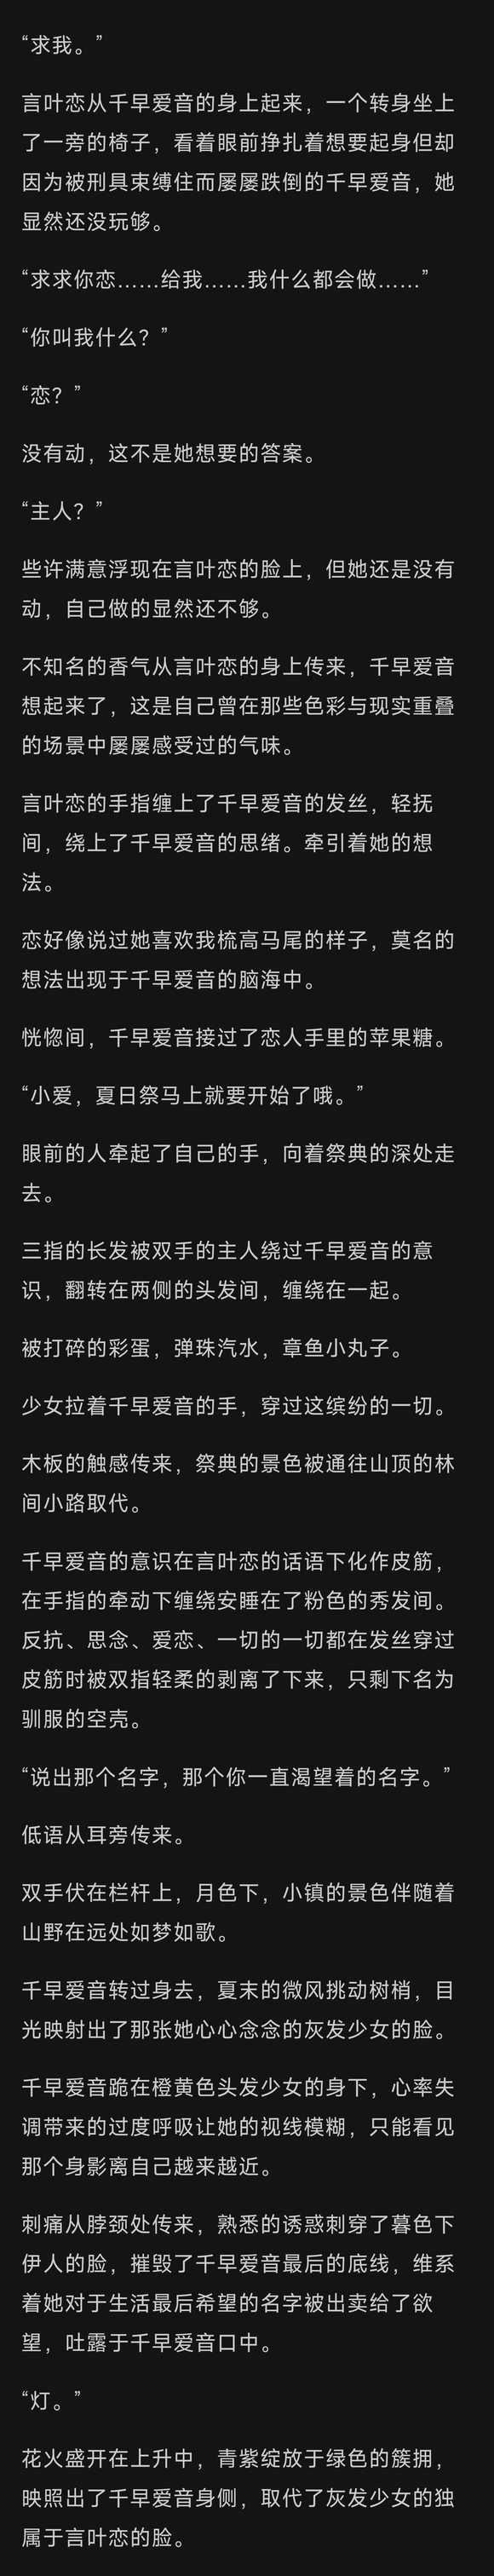 “求我。”
言叶恋从千早爱音的身上起来，一个转身坐上
了一旁的椅子，看着眼前挣扎着想要起身但却
因为被刑具束缚住而屡屡跌倒的千早爱音，她
显然还没玩够。
“求求你恋……给我……我什么都会做……”
“你叫我什么？”
“恋？”
没有动，这不是她想要的答案。
“主人？”
些许满意浮现在言叶恋的脸上，但她还是没有
动，自己做的显然还不够。
不知名的香气从言叶恋的身上传来，千早爱音
想起来了，这是自己曾在那些色彩与现实重叠
的场景中屡屡感受过的气味。
言叶恋的手指缠上了千早爱音的发丝，轻抚
间，绕上了千早爱音的思绪。牵引着她的想
法。
恋好像说过她喜欢我梳高马尾的样子，莫名的
想法出现于千早爱音的脑海中。
恍惚间，千早爱音接过了恋人手里的苹果糖。
“小爱，夏日祭马上就要开始了哦。”
眼前的人牵起了自己的手，向着祭典的深处走
去。
三指的长发被双手的主人绕过千早爱音的意
识，翻转在两侧的头发间，缠绕在一起。
被打碎的彩蛋，弹珠汽水，章鱼小丸子。
少女拉着千早爱音的手，穿过这缤纷的一切。
木板的触感传来，祭典的景色被通往山顶的林
间小路取代。
千早爱音的意识在言叶恋的话语下化作皮筋，
在手指的牵动下缠绕安睡在了粉色的秀发间。
反抗、思念、爱恋、一切的一切都在发丝穿过
皮筋时被双指轻柔的剥离了下来，只剩下名为
驯服的空壳。
“说出那个名字，那个你一直渴望着的名字。”
低语从耳旁传来。
双手伏在栏杆上，月色下，小镇的景色伴随着
山野在远处如梦如歌。
千早爱音转过身去，夏末的微风挑动树梢，目
光映射出了那张她心心念念的灰发少女的脸。
千早爱音跪在橙黄色头发少女的身下，心率失
调带来的过度呼吸让她的视线模糊，只能看见
那个身影离自己越来越近。
刺痛从脖颈处传来，熟悉的诱惑刺穿了暮色下
伊人的脸，摧毁了千早爱音最后的底线，维系
着她对于生活最后希望的名字被出卖给了欲
望，吐露于千早爱音口中。
“灯。”
花火盛开在上升中，青紫绽放于绿色的簇拥，
映照出了千早爱音身侧，取代了灰发少女的独
属于言叶恋的脸。